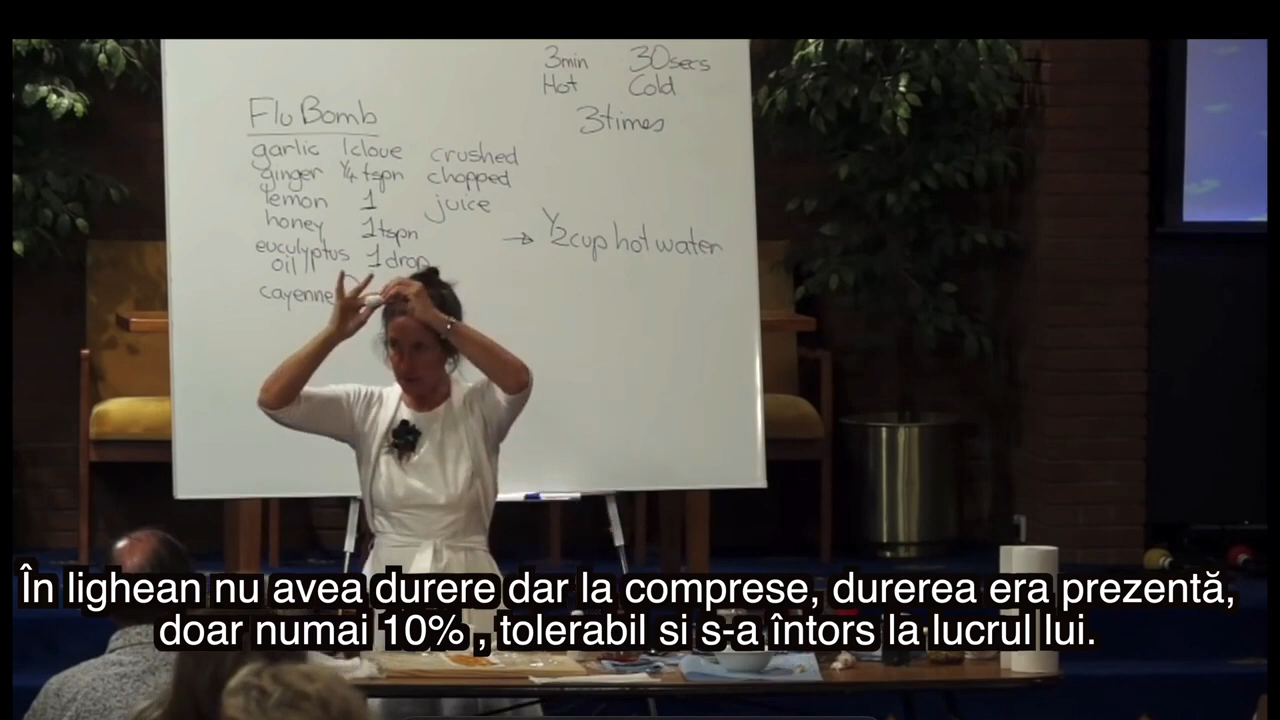 3min 30secs
Hot Cold
3times
Flu Bomb
garlic 1clove crushed
ginger 1/4 tspn chopped
lemon 1 juice
honey 1tspn
→ 1/2cup hot water
euculyptus 1drop
oil
cayenne
În lighean nu avea durere dar la comprese, durerea era prezentă,
doar numai 10% , tolerabil si s-a întors la lucrul lui.